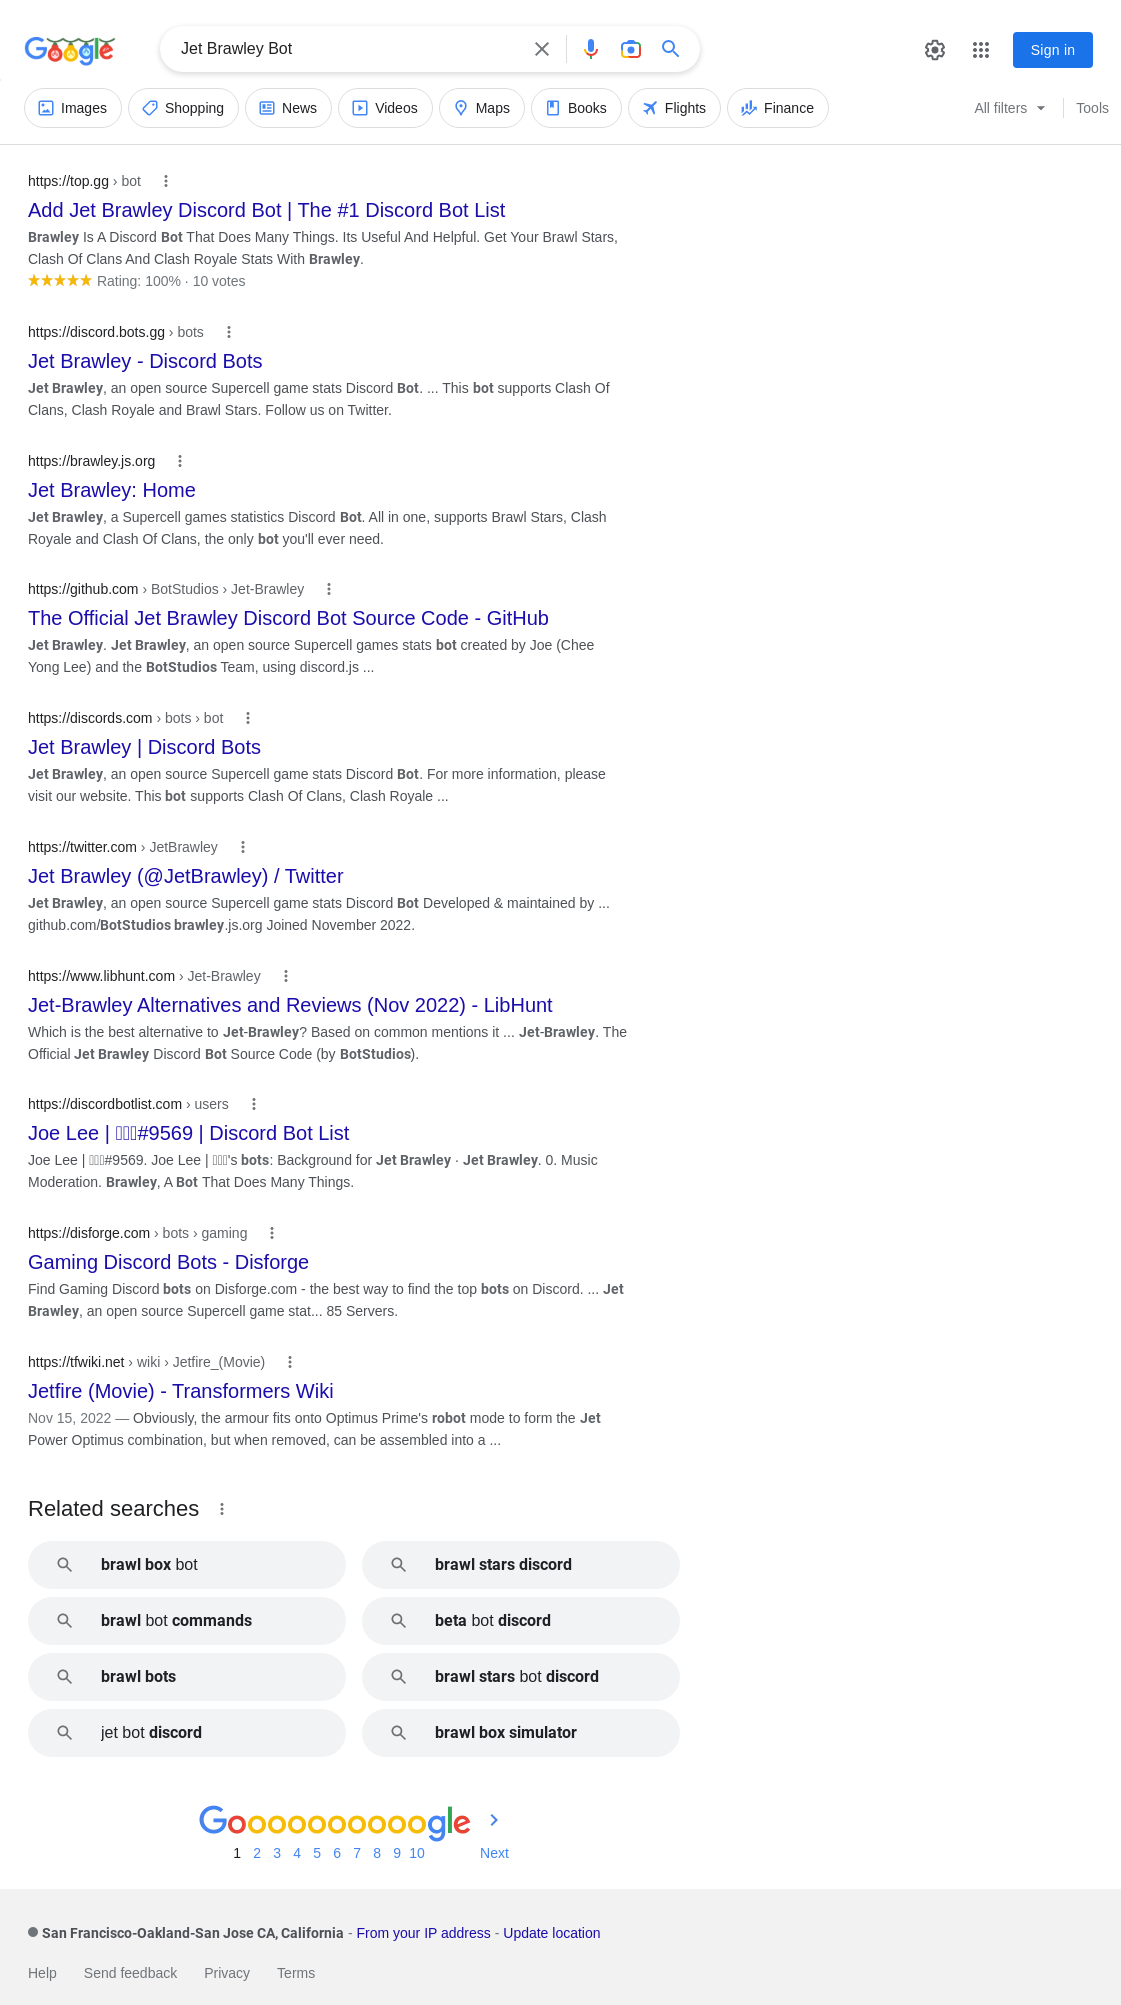 Google
Jet Brawley Bot
Sign in
Images Shopping News Videos Maps Books Flights Finance All filters Tools
https://top.gg › bot
Add Jet Brawley Discord Bot | The #1 Discord Bot List
Brawley Is A Discord Bot That Does Many Things. Its Useful And Helpful. Get Your Brawl Stars,
Clash Of Clans And Clash Royale Stats With Brawley.
Rating: 100% · 10 votes
https://discord.bots.gg › bots
Jet Brawley - Discord Bots
Jet Brawley, an open source Supercell game stats Discord Bot. ... This bot supports Clash Of
Clans, Clash Royale and Brawl Stars. Follow us on Twitter.
https://brawley.js.org
Jet Brawley: Home
Jet Brawley, a Supercell games statistics Discord Bot. All in one, supports Brawl Stars, Clash
Royale and Clash Of Clans, the only bot you'll ever need.
https://github.com › BotStudios › Jet-Brawley
The Official Jet Brawley Discord Bot Source Code - GitHub
Jet Brawley. Jet Brawley, an open source Supercell games stats bot created by Joe (Chee
Yong Lee) and the BotStudios Team, using discord.js ...
https://discords.com › bots › bot
Jet Brawley | Discord Bots
Jet Brawley, an open source Supercell game stats Discord Bot. For more information, please
visit our website. This bot supports Clash Of Clans, Clash Royale ...
https://twitter.com › JetBrawley
Jet Brawley (@JetBrawley) / Twitter
Jet Brawley, an open source Supercell game stats Discord Bot Developed & maintained by ...
github.com/BotStudios brawley.js.org Joined November 2022.
https://www.libhunt.com › Jet-Brawley
Jet-Brawley Alternatives and Reviews (Nov 2022) - LibHunt
Which is the best alternative to Jet-Brawley? Based on common mentions it ... Jet-Brawley. The
Official Jet Brawley Discord Bot Source Code (by BotStudios).
https://discordbotlist.com › users
Joe Lee | #9569 | Discord Bot List
Joe Lee | #9569. Joe Lee | 's bots: Background for Jet Brawley · Jet Brawley. 0. Music
Moderation. Brawley, A Bot That Does Many Things.
https://disforge.com › bots › gaming
Gaming Discord Bots - Disforge
Find Gaming Discord bots on Disforge.com - the best way to find the top bots on Discord. ... Jet
Brawley, an open source Supercell game stat... 85 Servers.
https://tfwiki.net › wiki › Jetfire_(Movie)
Jetfire (Movie) - Transformers Wiki
Nov 15, 2022 — Obviously, the armour fits onto Optimus Prime's robot mode to form the Jet
Power Optimus combination, but when removed, can be assembled into a ...
Related searches
brawl box bot
brawl stars discord
brawl bot commands
beta bot discord
brawl bots
brawl stars bot discord
jet bot discord
brawl box simulator
Goooooooooogle
1 2 3 4 5 6 7 8 9 10 Next
San Francisco-Oakland-San Jose CA, California - From your IP address - Update location
Help Send feedback Privacy Terms